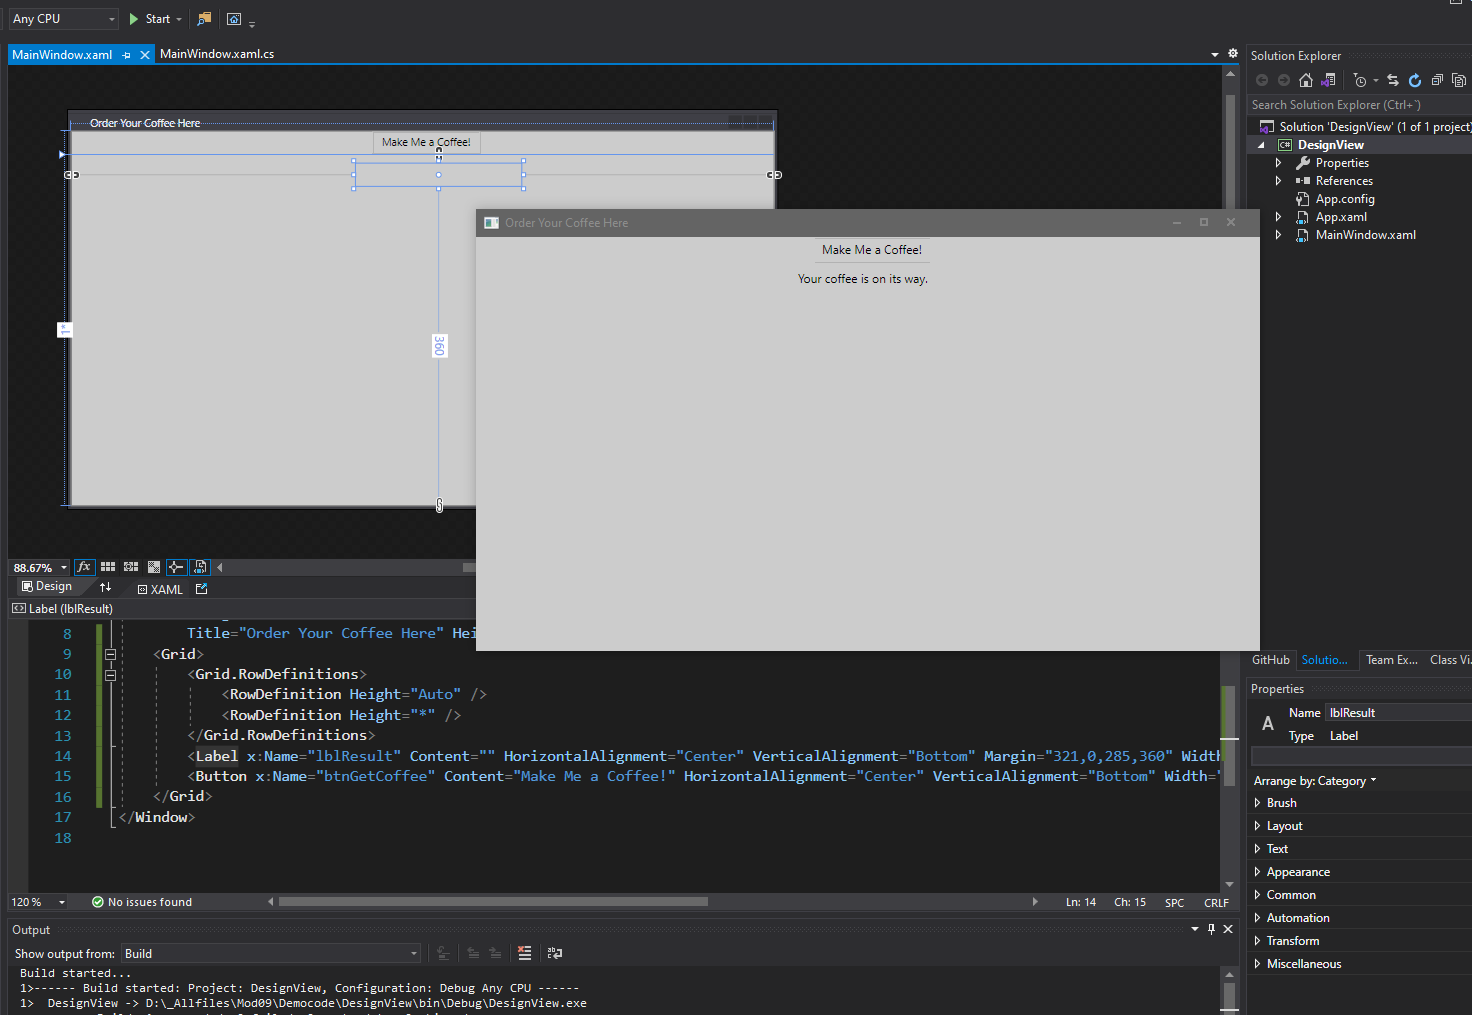 Any CPU
Start
MainWindow.xaml
MainWindow.xaml.cs
Solution Explorer
Search Solution Explorer (Ctrl+`)
Solution 'DesignView' (1 of 1 project)
C# DesignView
Properties
References
App.config
App.xaml
MainWindow.xaml
Order Your Coffee Here
Make Me a Coffee!
1*
360
Order Your Coffee Here
Make Me a Coffee!
Your coffee is on its way.
88.67%
fx
Design
XAML
Label (lblResult)
8 Title="Order Your Coffee Here" Hei
9 <Grid>
10 <Grid.RowDefinitions>
11 <RowDefinition Height="Auto" />
12 <RowDefinition Height="*" />
13 </Grid.RowDefinitions>
14 <Label x:Name="lblResult" Content="" HorizontalAlignment="Center" VerticalAlignment="Bottom" Margin="321,0,285,360" Widt
15 <Button x:Name="btnGetCoffee" Content="Make Me a Coffee!" HorizontalAlignment="Center" VerticalAlignment="Bottom" Width="
16 </Grid>
17 </Window>
18
120 %
No issues found
Ln: 14 Ch: 15 SPC CRLF
GitHub Solutio... Team Ex... Class Vi...
Properties
A
Name lblResult
Type Label
Arrange by: Category
Brush
Layout
Text
Appearance
Common
Automation
Transform
Miscellaneous
Output
Show output from: Build
Build started...
1>------ Build started: Project: DesignView, Configuration: Debug Any CPU ------
1> DesignView -> D:\_Allfiles\Mod09\Democode\DesignView\bin\Debug\DesignView.exe